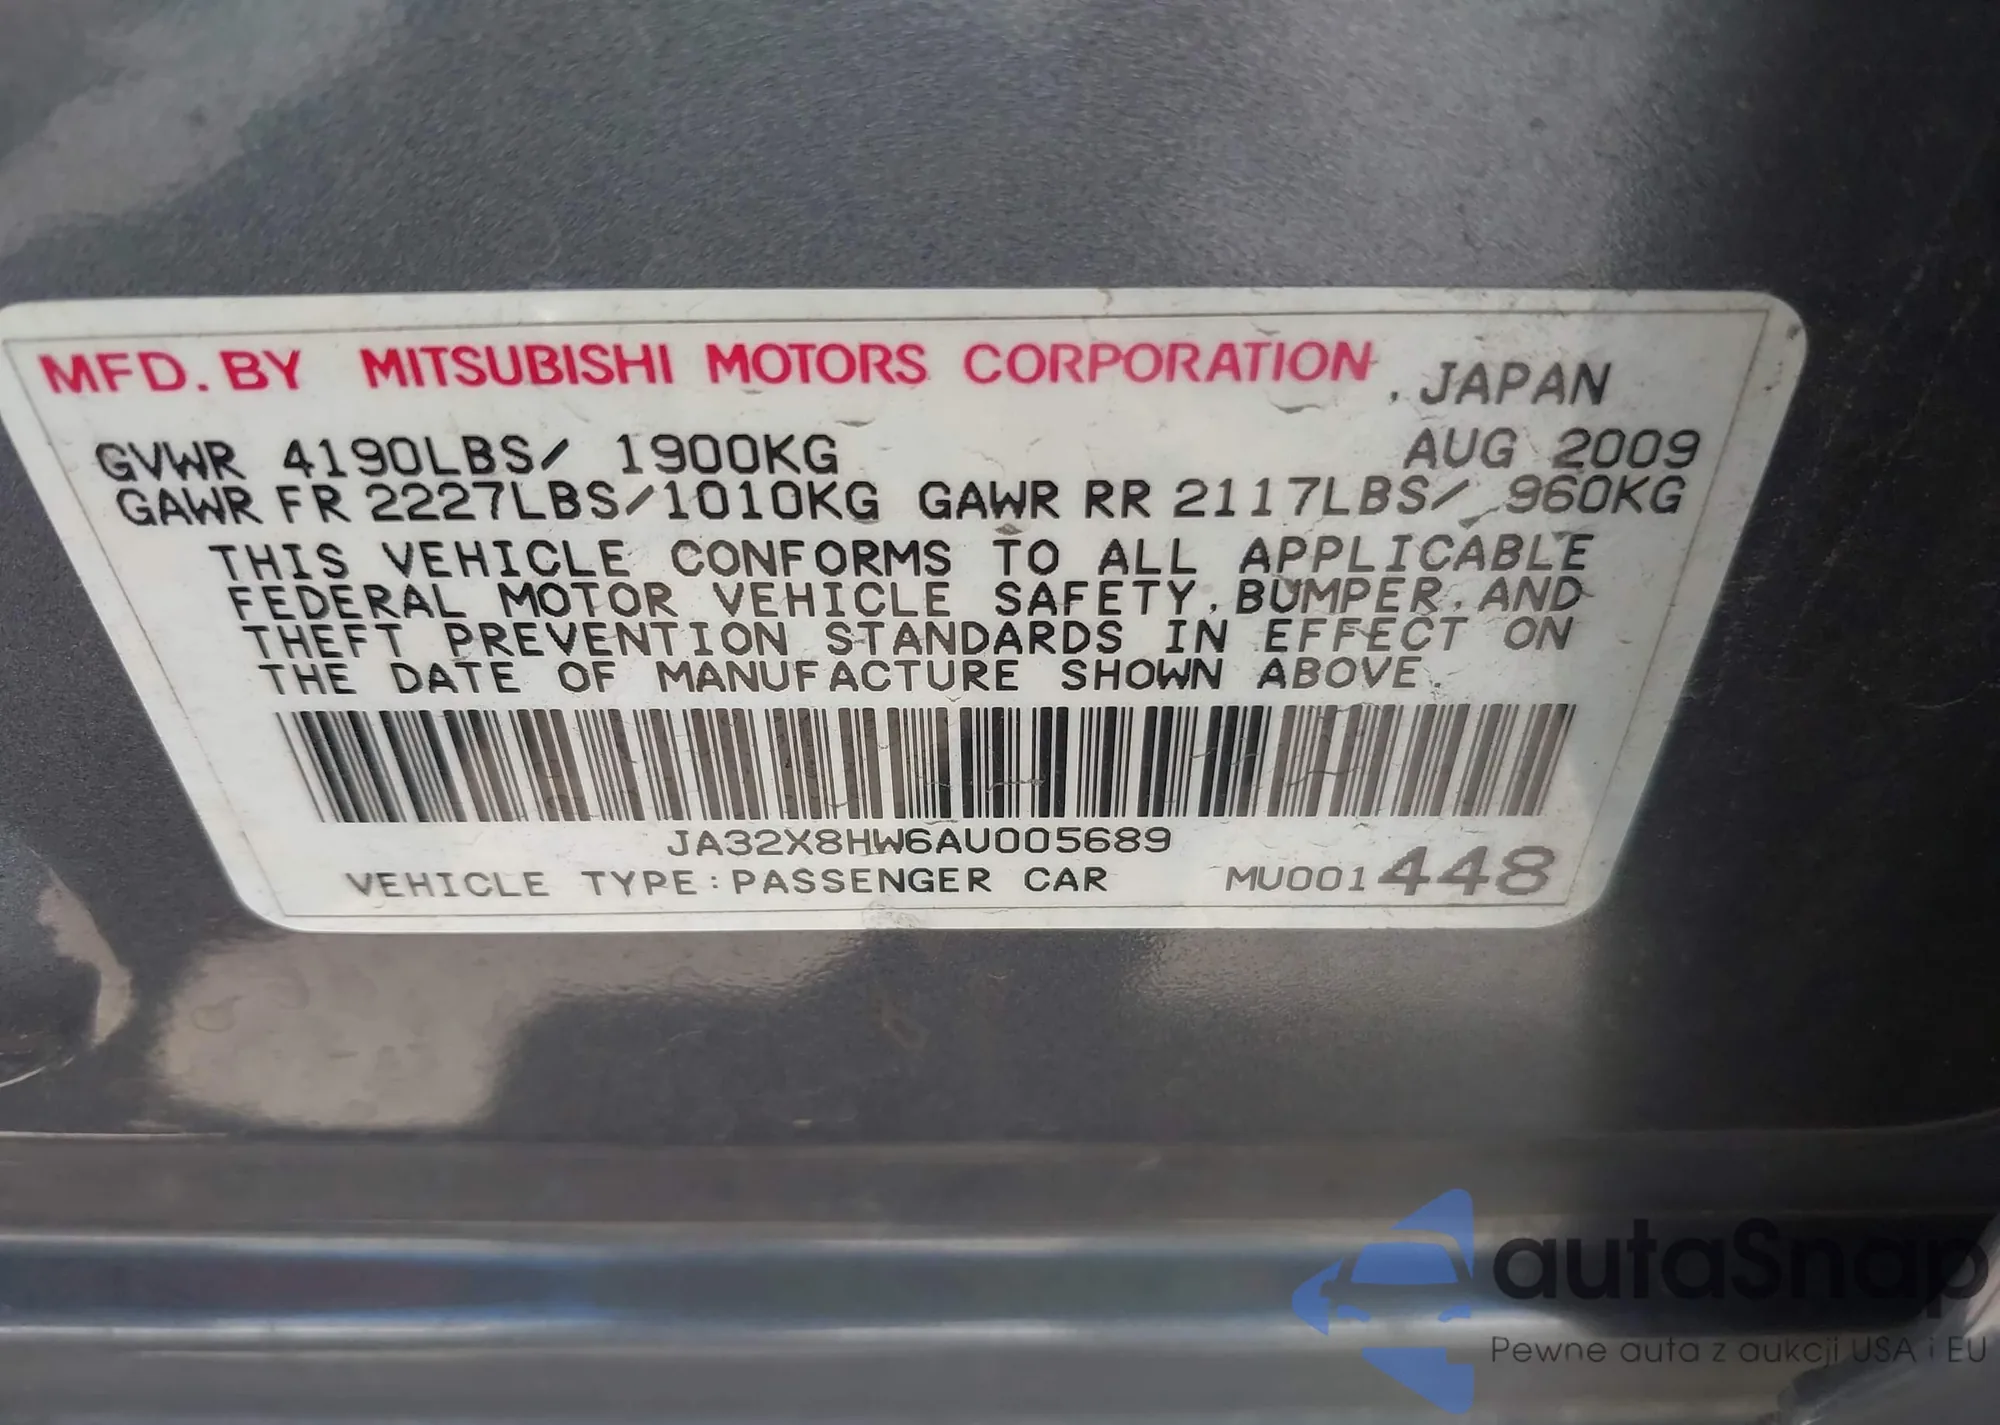 MFD. BY MITSUBISHI MOTORS CORPORATION, JAPAN
GVWR 4190LBS/ 1900KG AUG 2009
GAWR FR 2227LBS/1010KG GAWR RR 2117LBS/ 960KG
THIS VEHICLE CONFORMS TO ALL APPLICABLE
FEDERAL MOTOR VEHICLE SAFETY, BUMPER, AND
THEFT PREVENTION STANDARDS IN EFFECT ON
THE DATE OF MANUFACTURE SHOWN ABOVE.
JA32X8HW6AU005689
VEHICLE TYPE:PASSENGER CAR MU001448
autaSnap
Pewne auta z aukcji USA i EU